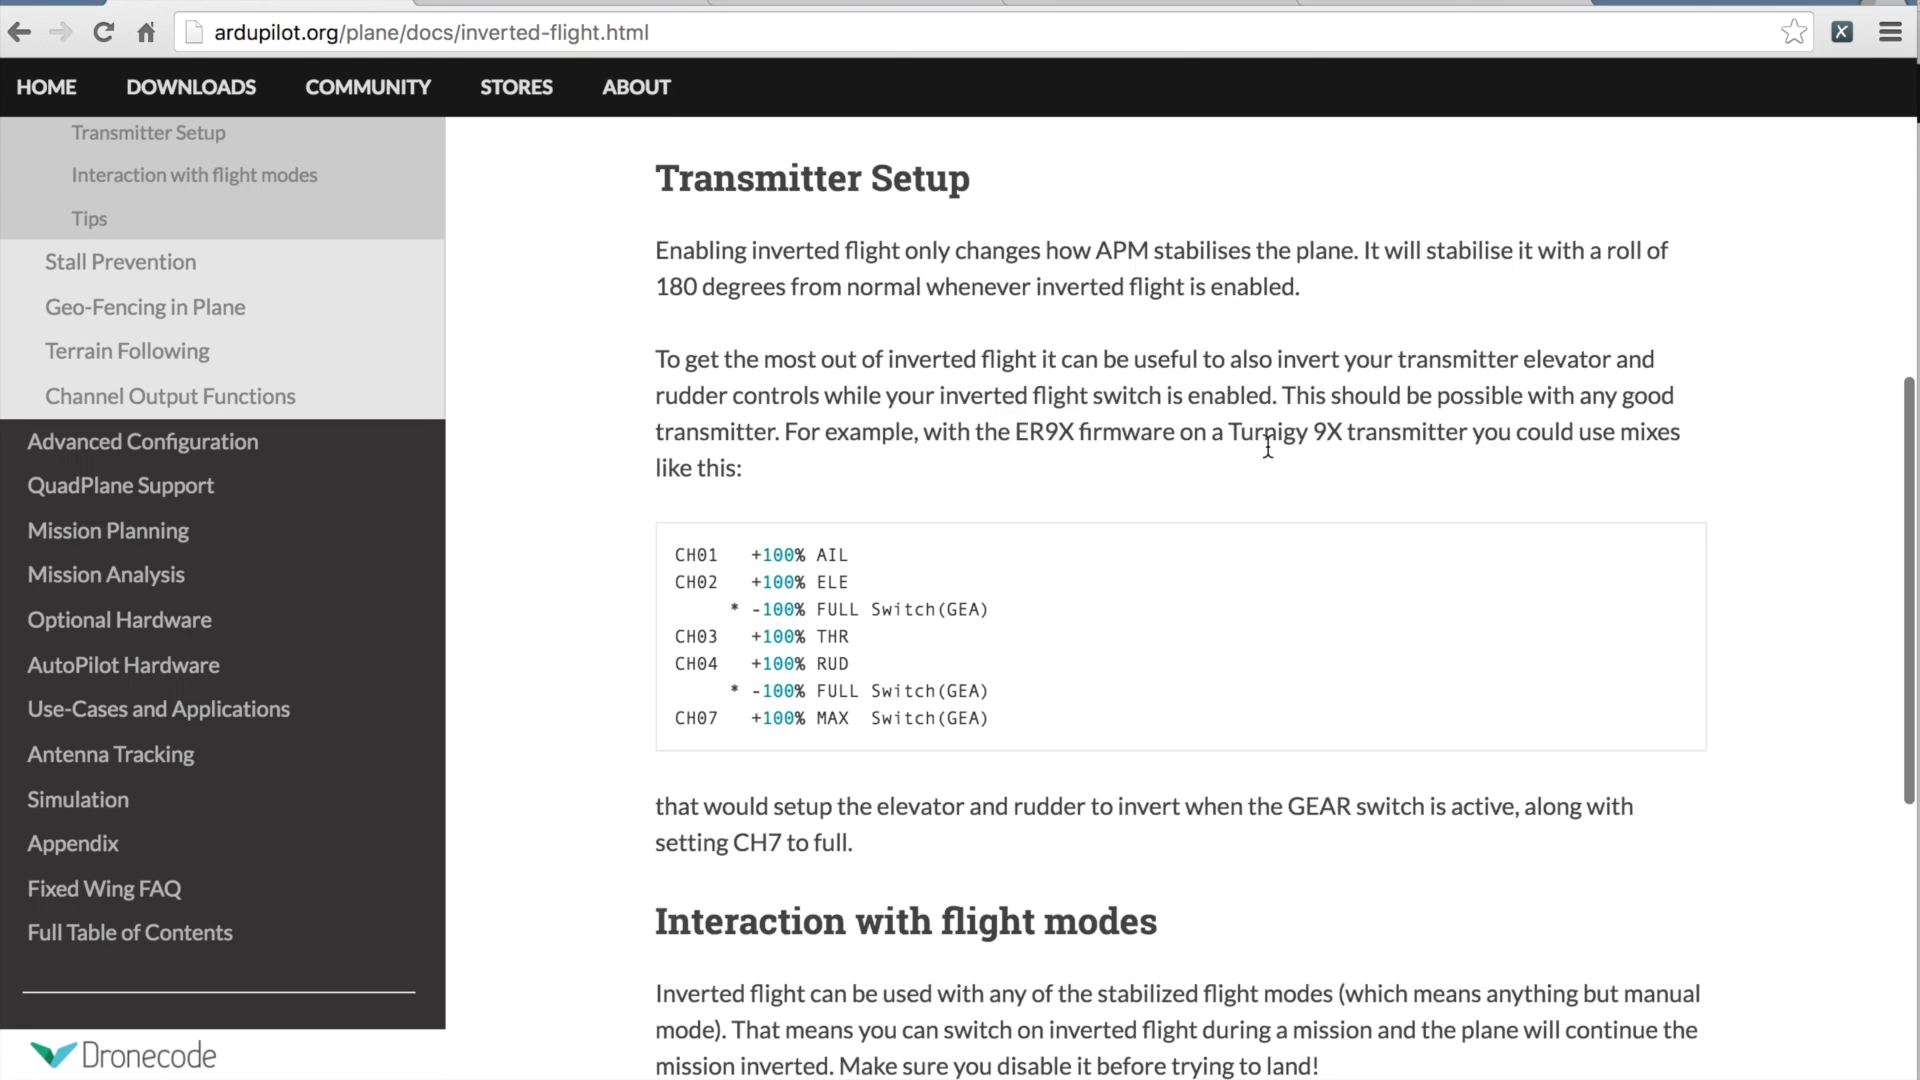 ardupilot.org/plane/docs/inverted-flight.html
HOME DOWNLOADS COMMUNITY STORES ABOUT
Transmitter Setup
Interaction with flight modes
Tips
Stall Prevention
Geo-Fencing in Plane
Terrain Following
Channel Output Functions
Advanced Configuration
QuadPlane Support
Mission Planning
Mission Analysis
Optional Hardware
AutoPilot Hardware
Use-Cases and Applications
Antenna Tracking
Simulation
Appendix
Fixed Wing FAQ
Full Table of Contents
Dronecode
Transmitter Setup
Enabling inverted flight only changes how APM stabilises the plane. It will stabilise it with a roll of
180 degrees from normal whenever inverted flight is enabled.
To get the most out of inverted flight it can be useful to also invert your transmitter elevator and
rudder controls while your inverted flight switch is enabled. This should be possible with any good
transmitter. For example, with the ER9X firmware on a Turnigy 9X transmitter you could use mixes
like this:
CH01 +100% AIL
CH02 +100% ELE
* -100% FULL Switch(GEA)
CH03 +100% THR
CH04 +100% RUD
* -100% FULL Switch(GEA)
CH07 +100% MAX Switch(GEA)
that would setup the elevator and rudder to invert when the GEAR switch is active, along with
setting CH7 to full.
Interaction with flight modes
Inverted flight can be used with any of the stabilized flight modes (which means anything but manual
mode). That means you can switch on inverted flight during a mission and the plane will continue the
mission inverted. Make sure you disable it before trying to land!